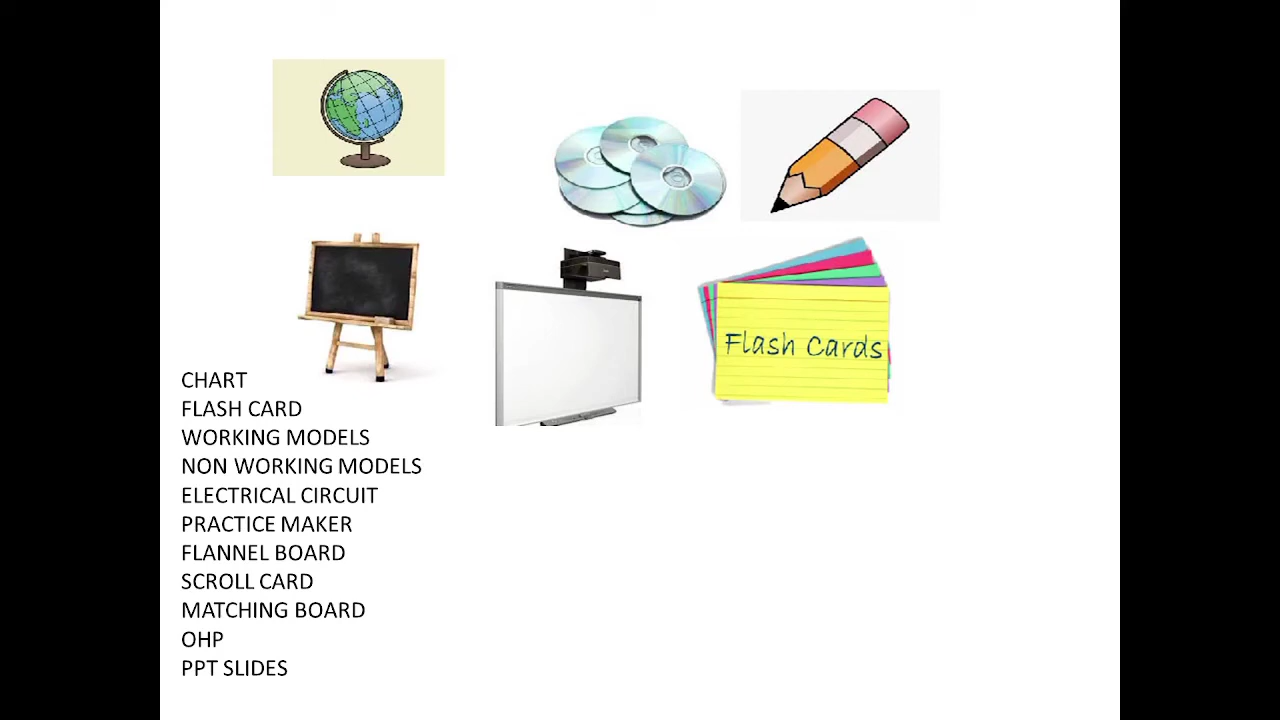 Flash Cards
CHART
FLASH CARD
WORKING MODELS
NON WORKING MODELS
ELECTRICAL CIRCUIT
PRACTICE MAKER
FLANNEL BOARD
SCROLL CARD
MATCHING BOARD
OHP
PPT SLIDES